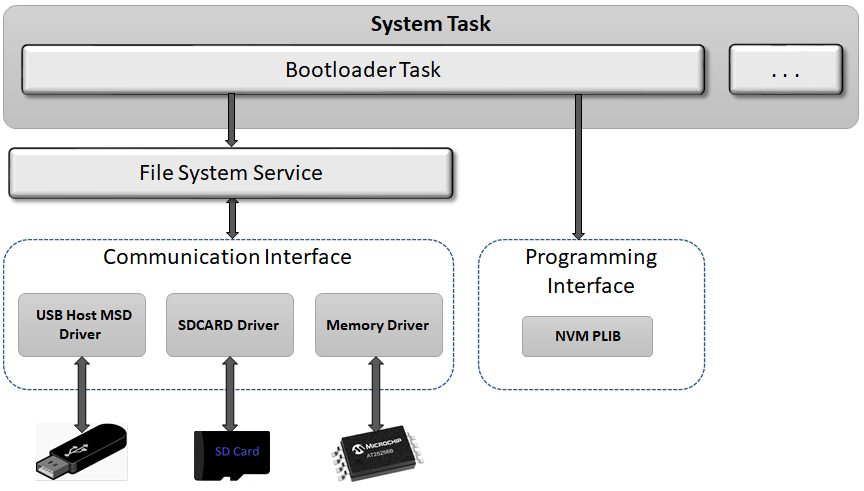 System Task
Bootloader Task
. . .
File System Service
Communication Interface
Programming
Interface
USB Host MSD
Driver
SDCARD Driver
Memory Driver
NVM PLIB
SD Card
MICROCHIP
AT25256B